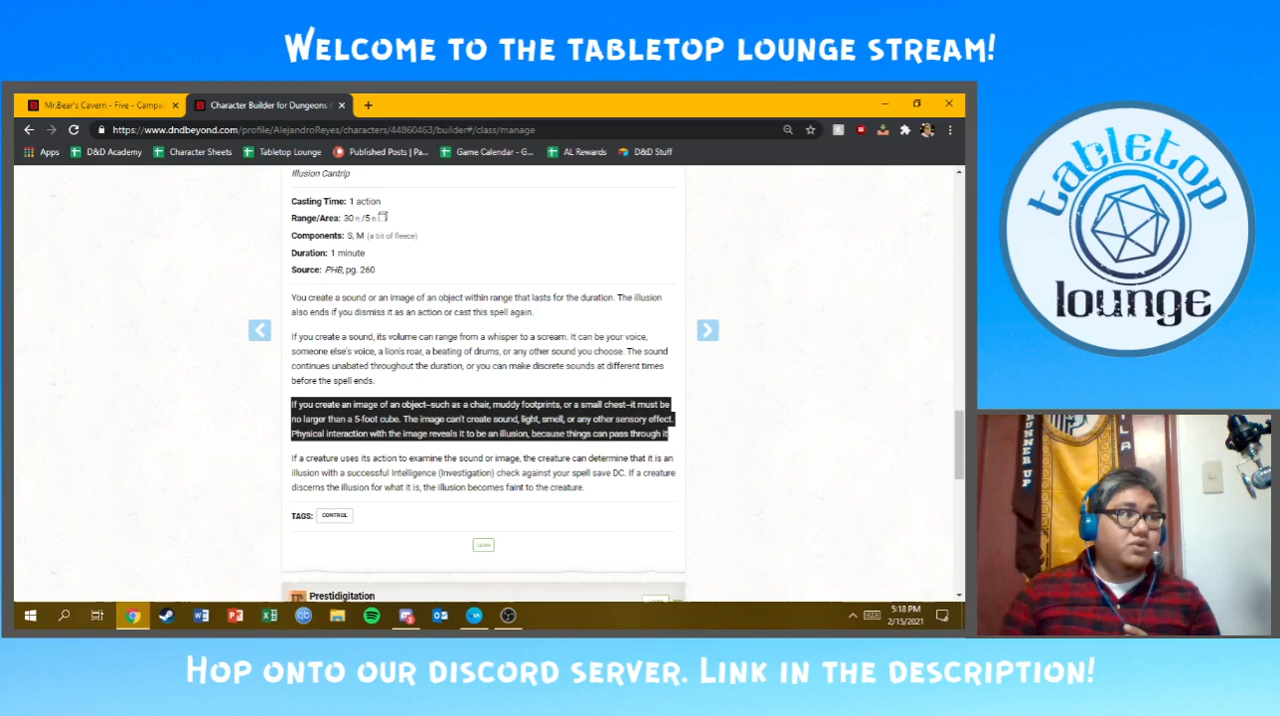 WELCOME TO THE TABLETOP LOUNGE STREAM!
Mr.Bear's Cavern - Five - Campa
Character Builder for Dungeons &
https://www.dndbeyond.com/profile/AlejandroReyes/characters/44860463/builder#/class/manage
Apps D&D Academy Character Sheets Tabletop Lounge Published Posts | Pa... Game Calendar - G... AL Rewards D&D Stuff
Illusion Cantrip
Casting Time: 1 action
Range/Area: 30 ft/5 ft
Components: S, M (a bit of fleece)
Duration: 1 minute
Source: PHB, pg. 260
You create a sound or an image of an object within range that lasts for the duration. The illusion
also ends if you dismiss it as an action or cast this spell again.
If you create a sound, its volume can range from a whisper to a scream. It can be your voice,
someone else's voice, a lion's roar, a beating of drums, or any other sound you choose. The sound
continues unabated throughout the duration, or you can make discrete sounds at different times
before the spell ends.
If you create an image of an object—such as a chair, muddy footprints, or a small chest—it must be
no larger than a 5-foot cube. The image can't create sound, light, smell, or any other sensory effect.
Physical interaction with the image reveals it to be an illusion, because things can pass through it
If a creature uses its action to examine the sound or image, the creature can determine that it is an
illusion with a successful Intelligence (Investigation) check against your spell save DC. If a creature
discerns the illusion for what it is, the illusion becomes faint to the creature.
TAGS: CONTROL
LEARN
Prestidigitation
5:18 PM
2/15/2021
tabletop
lounge
RUNNER UP
LA
HOP ONTO OUR DISCORD SERVER. LINK IN THE DESCRIPTION!